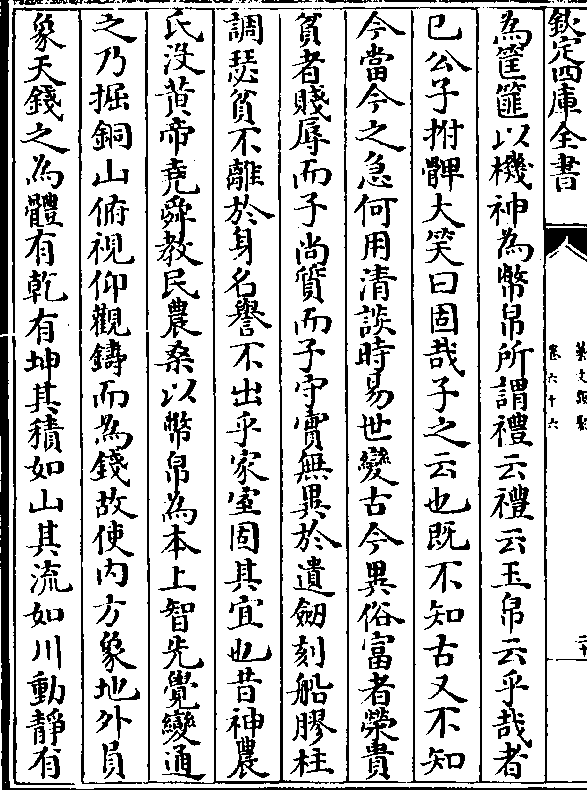 欽定四庫全書
藝文類聚
卷六十六
為筐篚以機神為幣帛所謂禮云禮云玉帛云乎哉者
已公子拊髀大笑曰固哉子之云也既不知古又不知
今當今之急何用清談時易世變古今異俗富者榮貴
貧者賤辱而子尚質而子守實無異於遺劒刻船膠柱
調瑟貧不離於身名譽不出乎家室固其宜也昔神農
氏没黄帝堯舜教民農桑以幣帛為本上智先覺變通
之乃掘銅山俯視仰觀鑄而為錢故使内方象地外員
象天錢之為體有乾有坤其積如山其流如川動靜有